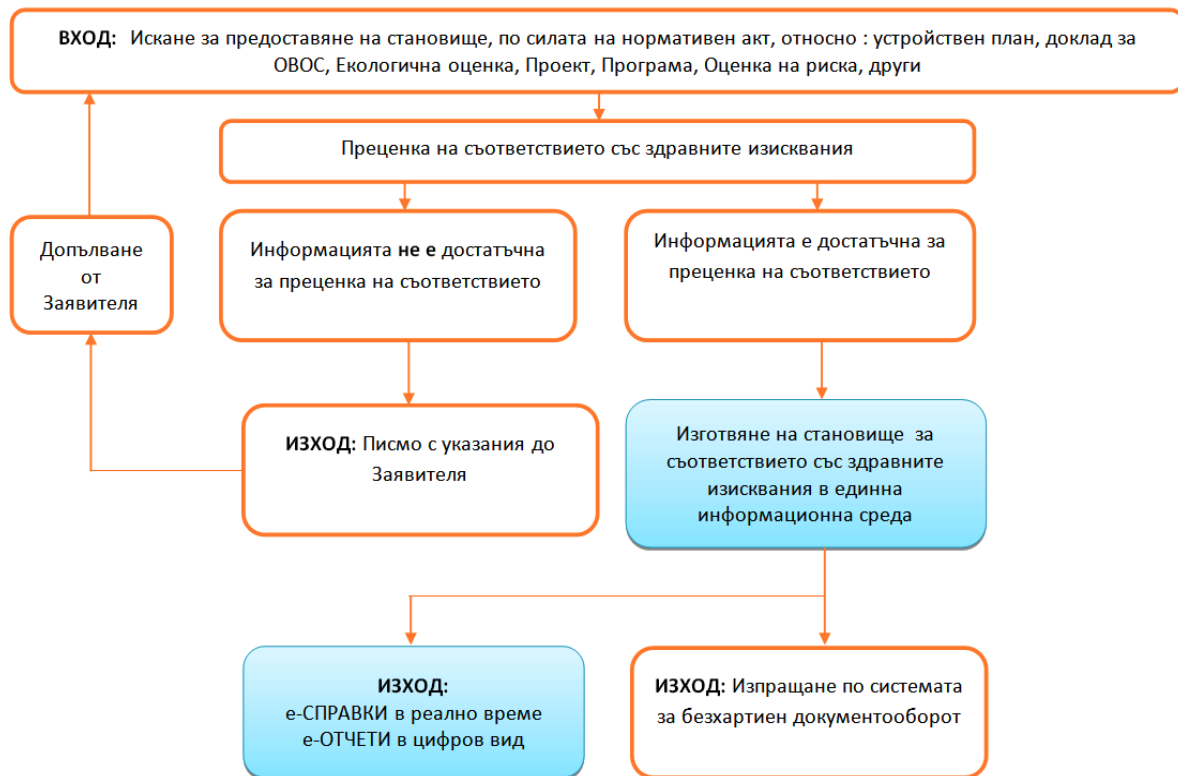 ВХОД: Искане за предоставяне на становище, по силата на нормативен акт, относно : устройствен план, доклад за
ОВОС, Екологична оценка, Проект, Програма, Оценка на риска, други
Преценка на съответствието със здравните изисквания
Допълване
от
Заявителя
Информацията не е достатъчна
за преценка на съответствието
Информацията е достатъчна за
преценка на съответствието
ИЗХОД: Писмо с указания до
Заявителя
Изготвяне на становище за
съответствието със здравните
изисквания в единна
информационна среда
ИЗХОД:
е-СПРАВКИ в реално време
е-ОТЧЕТИ в цифров вид
ИЗХОД: Изпращане по системата
за безхартиен документооборот